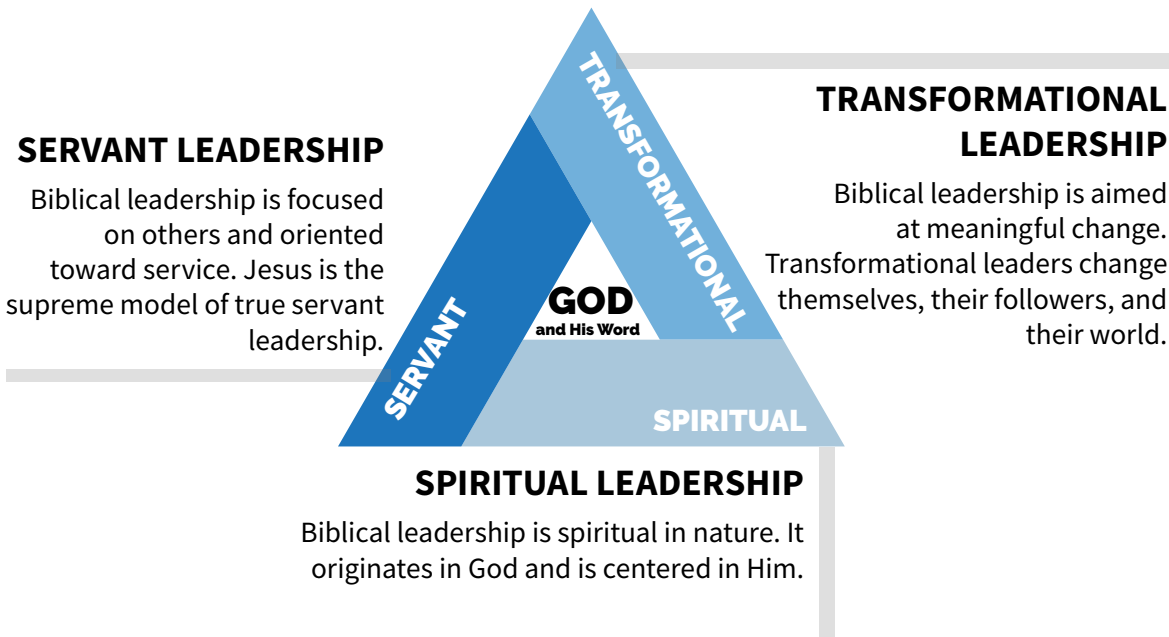 SERVANT LEADERSHIP
Biblical leadership is focused
on others and oriented
toward service. Jesus is the
supreme model of true servant
leadership.
TRANSFORMATIONAL
LEADERSHIP
Biblical leadership is aimed
at meaningful change.
Transformational leaders change
themselves, their followers, and
their world.
TRANSFORMATIONAL
SERVANT
GOD
and His Word
SPIRITUAL
SPIRITUAL LEADERSHIP
Biblical leadership is spiritual in nature. It
originates in God and is centered in Him.